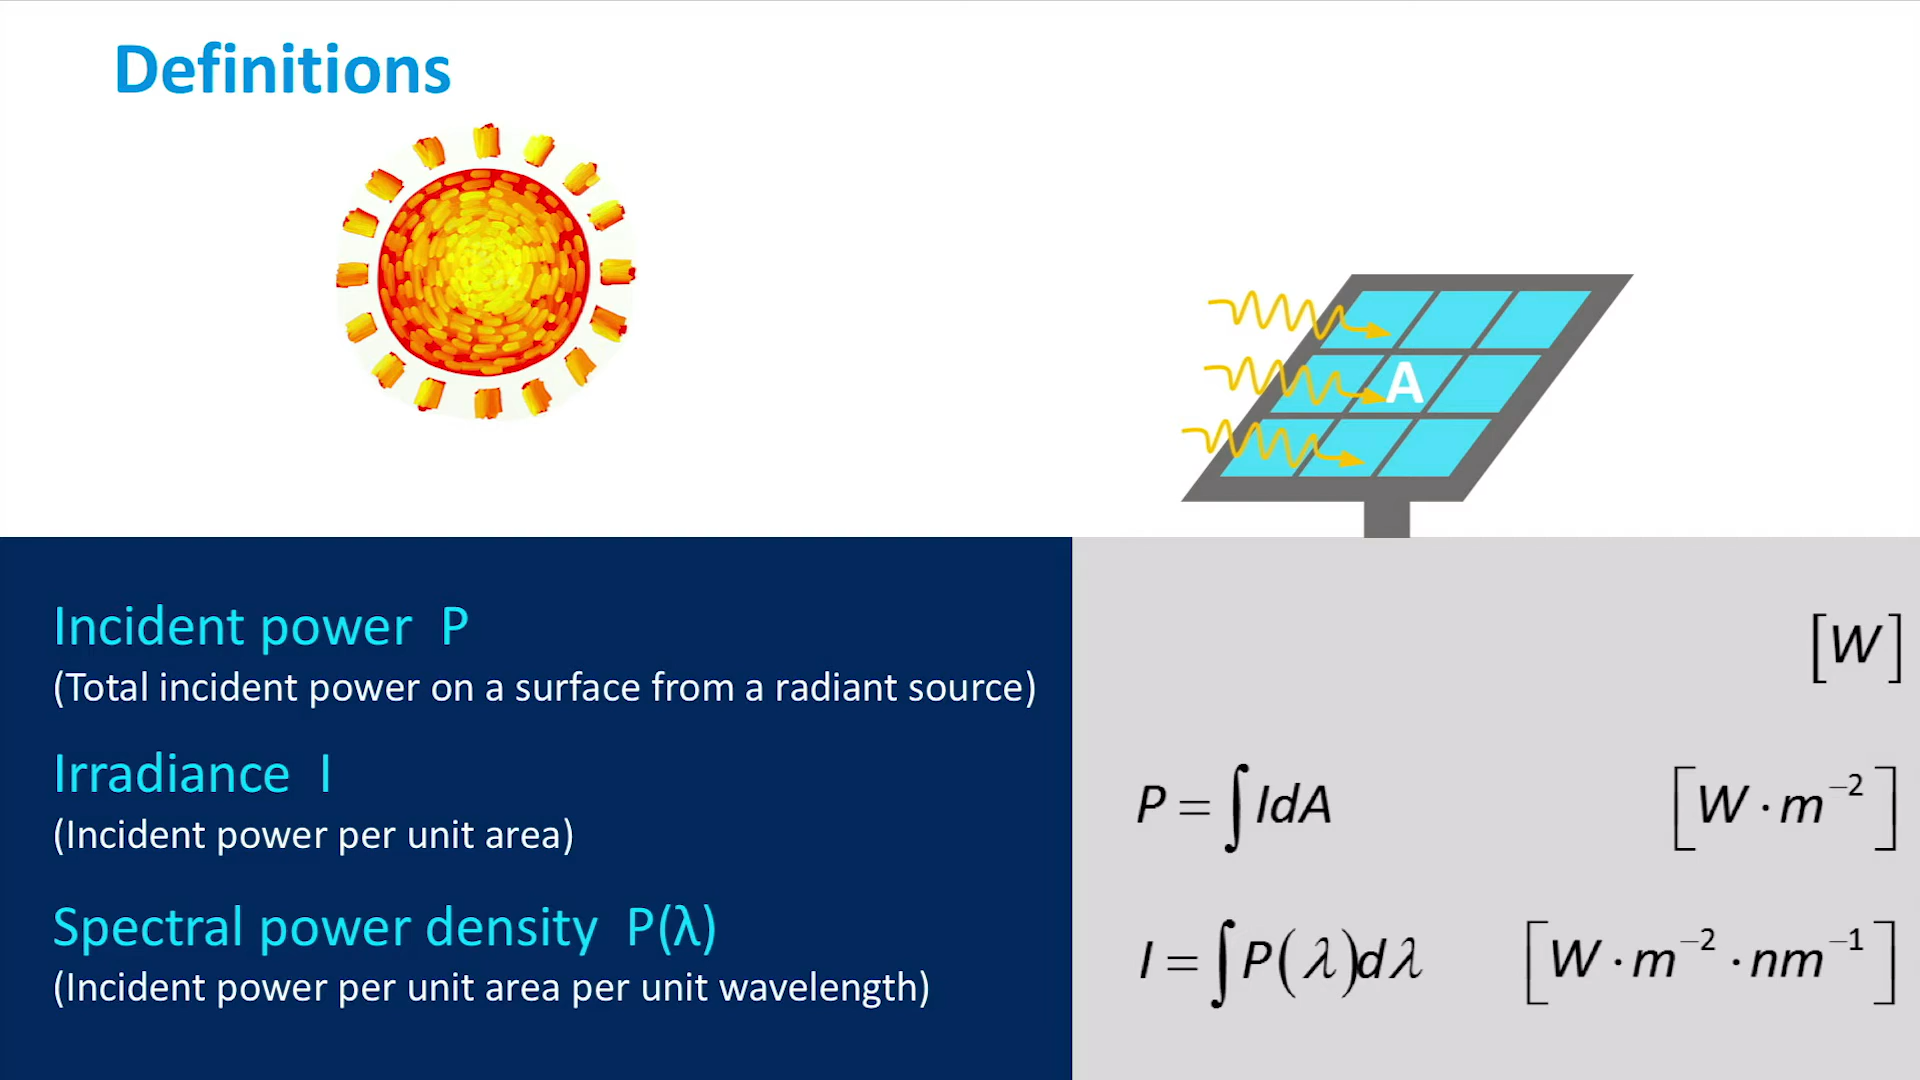 Definitions
A
Incident power P
(Total incident power on a surface from a radiant source)
[W]
Irradiance I
(Incident power per unit area)
P = ∫IdA [W · m⁻²]
Spectral power density P(λ)
(Incident power per unit area per unit wavelength)
I = ∫P(λ)dλ [W · m⁻² · nm⁻¹]